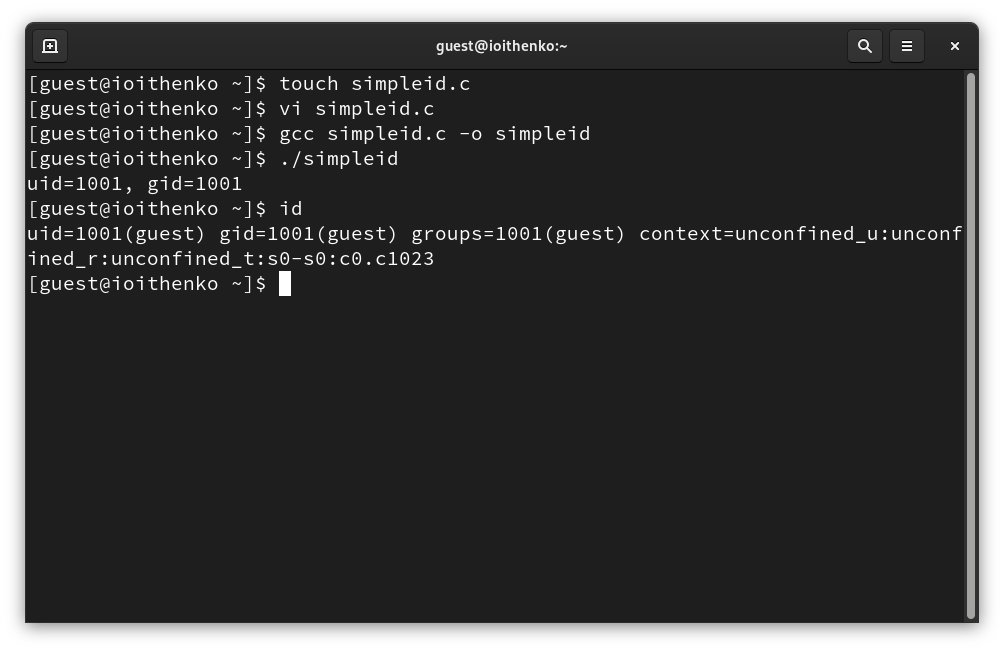 guest@ioithenko:~
[guest@ioithenko ~]$ touch simpleid.c
[guest@ioithenko ~]$ vi simpleid.c
[guest@ioithenko ~]$ gcc simpleid.c -o simpleid
[guest@ioithenko ~]$ ./simpleid
uid=1001, gid=1001
[guest@ioithenko ~]$ id
uid=1001(guest) gid=1001(guest) groups=1001(guest) context=unconfined_u:unconf
ined_r:unconfined_t:s0-s0:c0.c1023
[guest@ioithenko ~]$